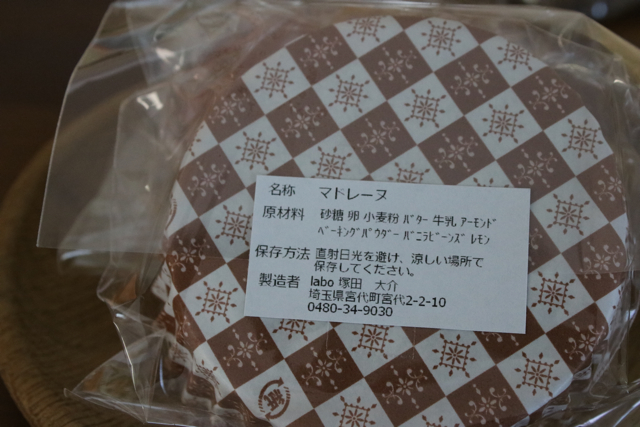 名称 マドレーヌ
原材料 砂糖 卵 小麦粉 ﾊﾞﾀｰ 牛乳 ｱｰﾓﾝﾄﾞ
ﾍﾞｰｷﾝｸﾞﾊﾟｳﾀﾞｰ ﾊﾞﾆﾗﾋﾞｰﾝｽﾞ ﾚﾓﾝ
保存方法 直射日光を避け、涼しい場所で
保存してください。
製造者 labo 塚田 大介
埼玉県宮代町宮代2-2-10
0480-34-9030